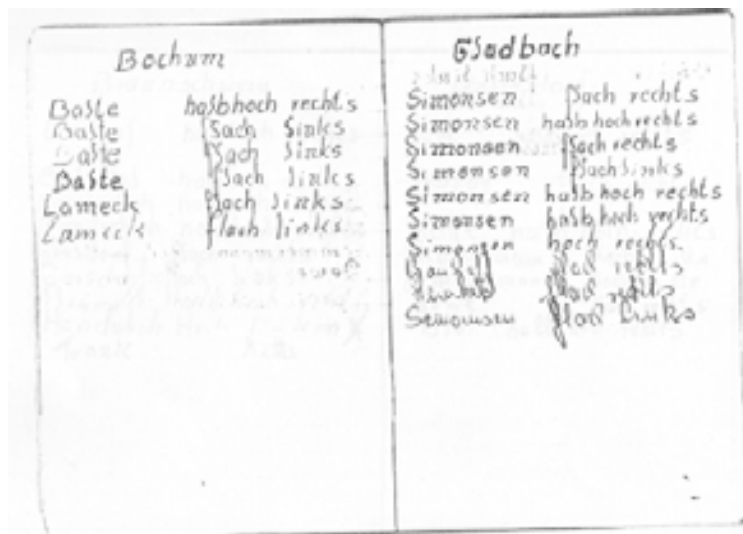 Bochum
Baste halbhoch rechts
Baste flach links
Baste flach links
Baste flach links
Lameck flach links
Lameck flach links
Gladbach
Simonsen flach rechts
Simonsen halbhoch rechts
Simonsen flach rechts
Simonsen flach links
Simonsen halbhoch rechts
Simonsen halbhoch rechts
Simonsen hoch rechts.
flach rechts
flach rechts
Simonsen flach links